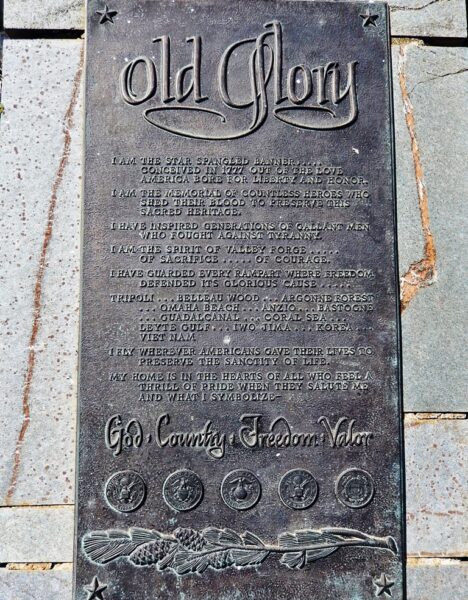 old Glory
I AM THE STAR SPANGLED BANNER.....
CONCEIVED IN 1777 OUT OF THE LOVE
AMERICA BORE FOR LIBERTY AND HONOR.
I AM THE MEMORIAL OF COUNTLESS HEROES WHO
SHED THEIR BLOOD TO PRESERVE THIS
SACRED HERITAGE.
I HAVE INSPIRED GENERATIONS OF GALLANT MEN
WHO FOUGHT AGAINST TYRANNY.
I AM THE SPIRIT OF VALLEY FORGE.....
OF SACRIFICE ..... OF COURAGE.
I HAVE GUARDED EVERY RAMPART WHERE FREEDOM
DEFENDED ITS GLORIOUS CAUSE .....
TRIPOLI ... BELLEAU WOOD ... ARGONNE FOREST
... OMAHA BEACH ... ANZIO ... BASTOGNE
... GUADALCANAL ... CORAL SEA ...
LEYTE GULF ... IWO JIMA ... KOREA ...
VIET NAM
I FLY WHEREVER AMERICANS GAVE THEIR LIVES TO
PRESERVE THE SANCTITY OF LIFE.
MY HOME IS IN THE HEARTS OF ALL WHO FEEL A
THRILL OF PRIDE WHEN THEY SALUTE ME
AND WHAT I SYMBOLIZE-
God · Country · Freedom · Valor